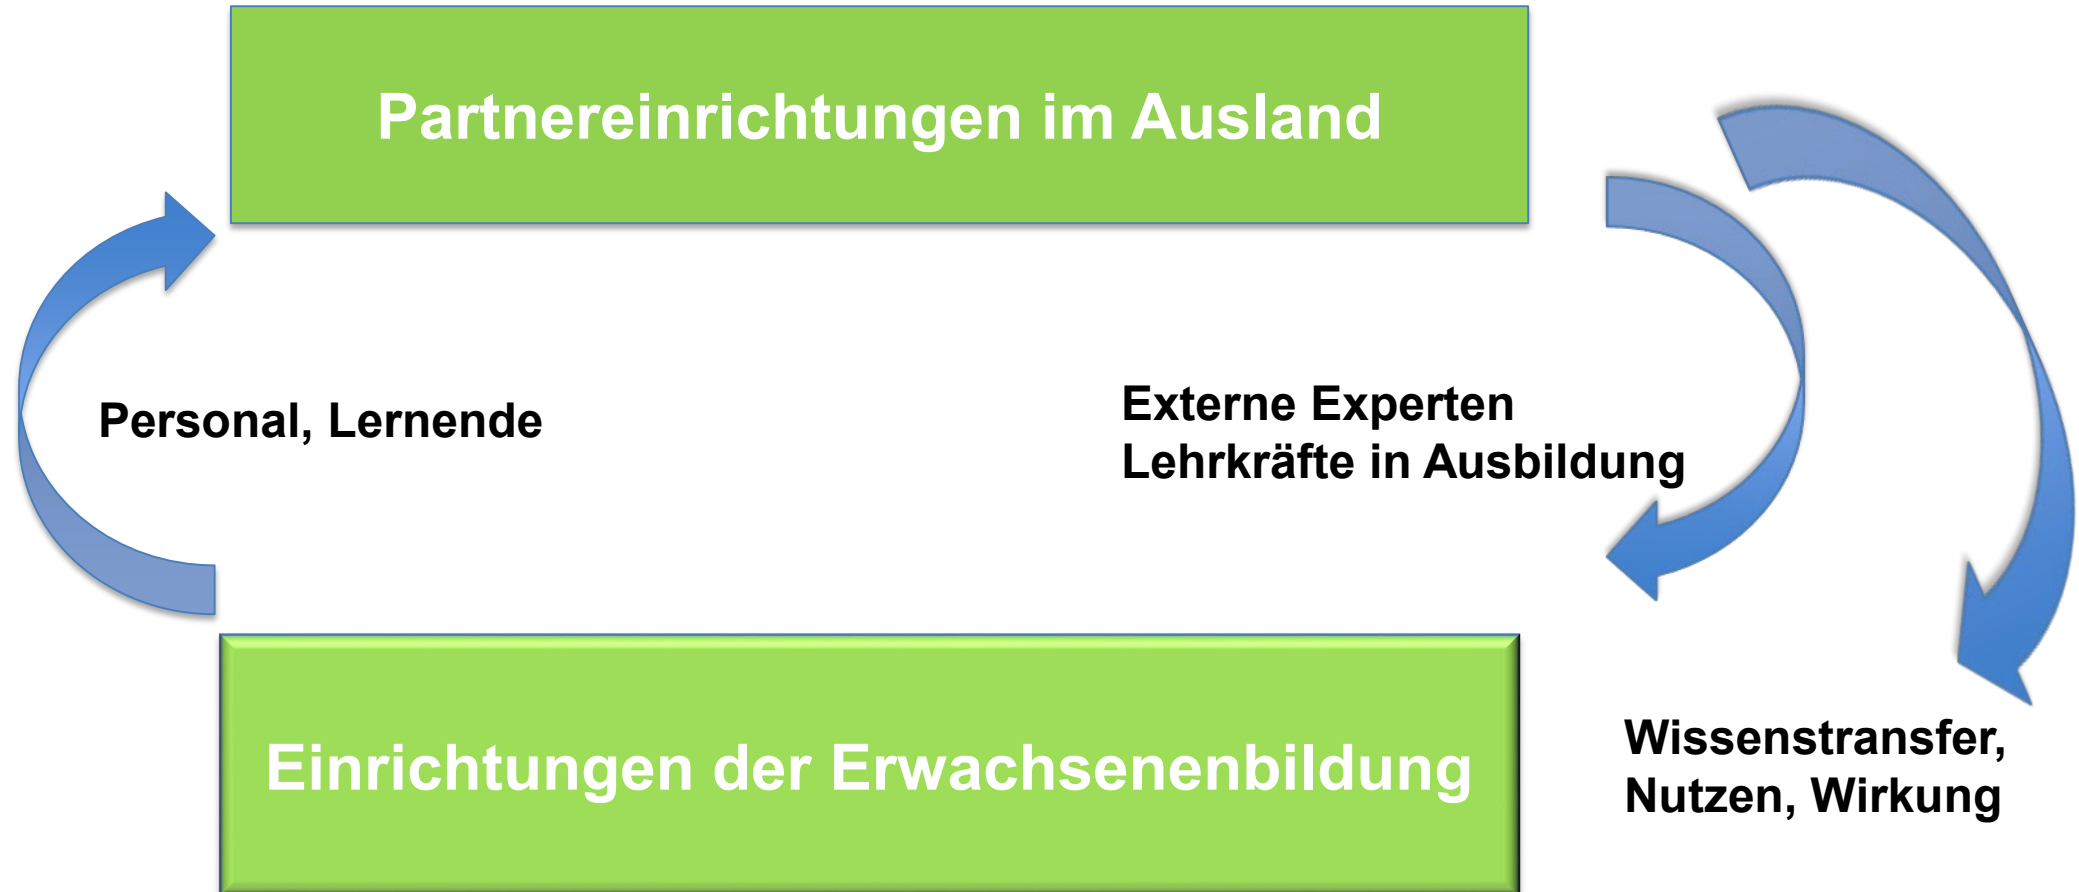 Partnereinrichtungen im Ausland
Personal, Lernende
Externe Experten
Lehrkräfte in Ausbildung
Einrichtungen der Erwachsenenbildung
Wissenstransfer,
Nutzen, Wirkung